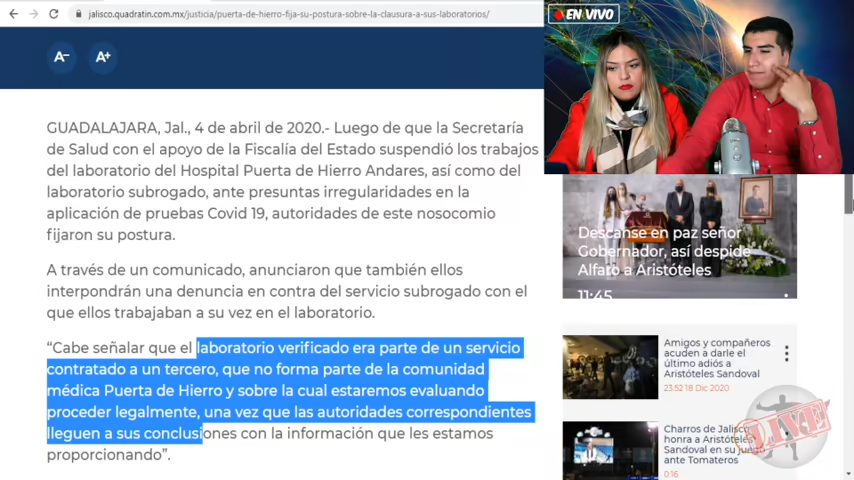 jalisco.quadratin.com.mx/justicia/puerta-de-hierro-fija-su-postura-sobre-la-clausura-a-sus-laboratorios/
EN VIVO
A-
A+
GUADALAJARA, Jal., 4 de abril de 2020.- Luego de que la Secretaría
de Salud con el apoyo de la Fiscalía del Estado suspendió los trabajos
del laboratorio del Hospital Puerta de Hierro Andares, así como del
laboratorio subrogado, ante presuntas irregularidades en la
aplicación de pruebas Covid 19, autoridades de este nosocomio
fijaron su postura.
A través de un comunicado, anunciaron que también ellos
interpondrán una denuncia en contra del servicio subrogado con el
que ellos trabajaban a su vez en el laboratorio.
“Cabe señalar que el laboratorio verificado era parte de un servicio
contratado a un tercero, que no forma parte de la comunidad
médica Puerta de Hierro y sobre la cual estaremos evaluando
proceder legalmente, una vez que las autoridades correspondientes
lleguen a sus conclusiones con la información que les estamos
proporcionando”.
Descanse en paz señor
Gobernador, así despide
Alfaro a Aristóteles
11:45
Amigos y compañeros
acuden a darle el
último adiós a
Aristóteles Sandoval
23:52 18 Dic 2020
Charros de Jalisco
honra a Aristóteles
Sandoval en su juego
ante Tomateros
0:16
LIVE